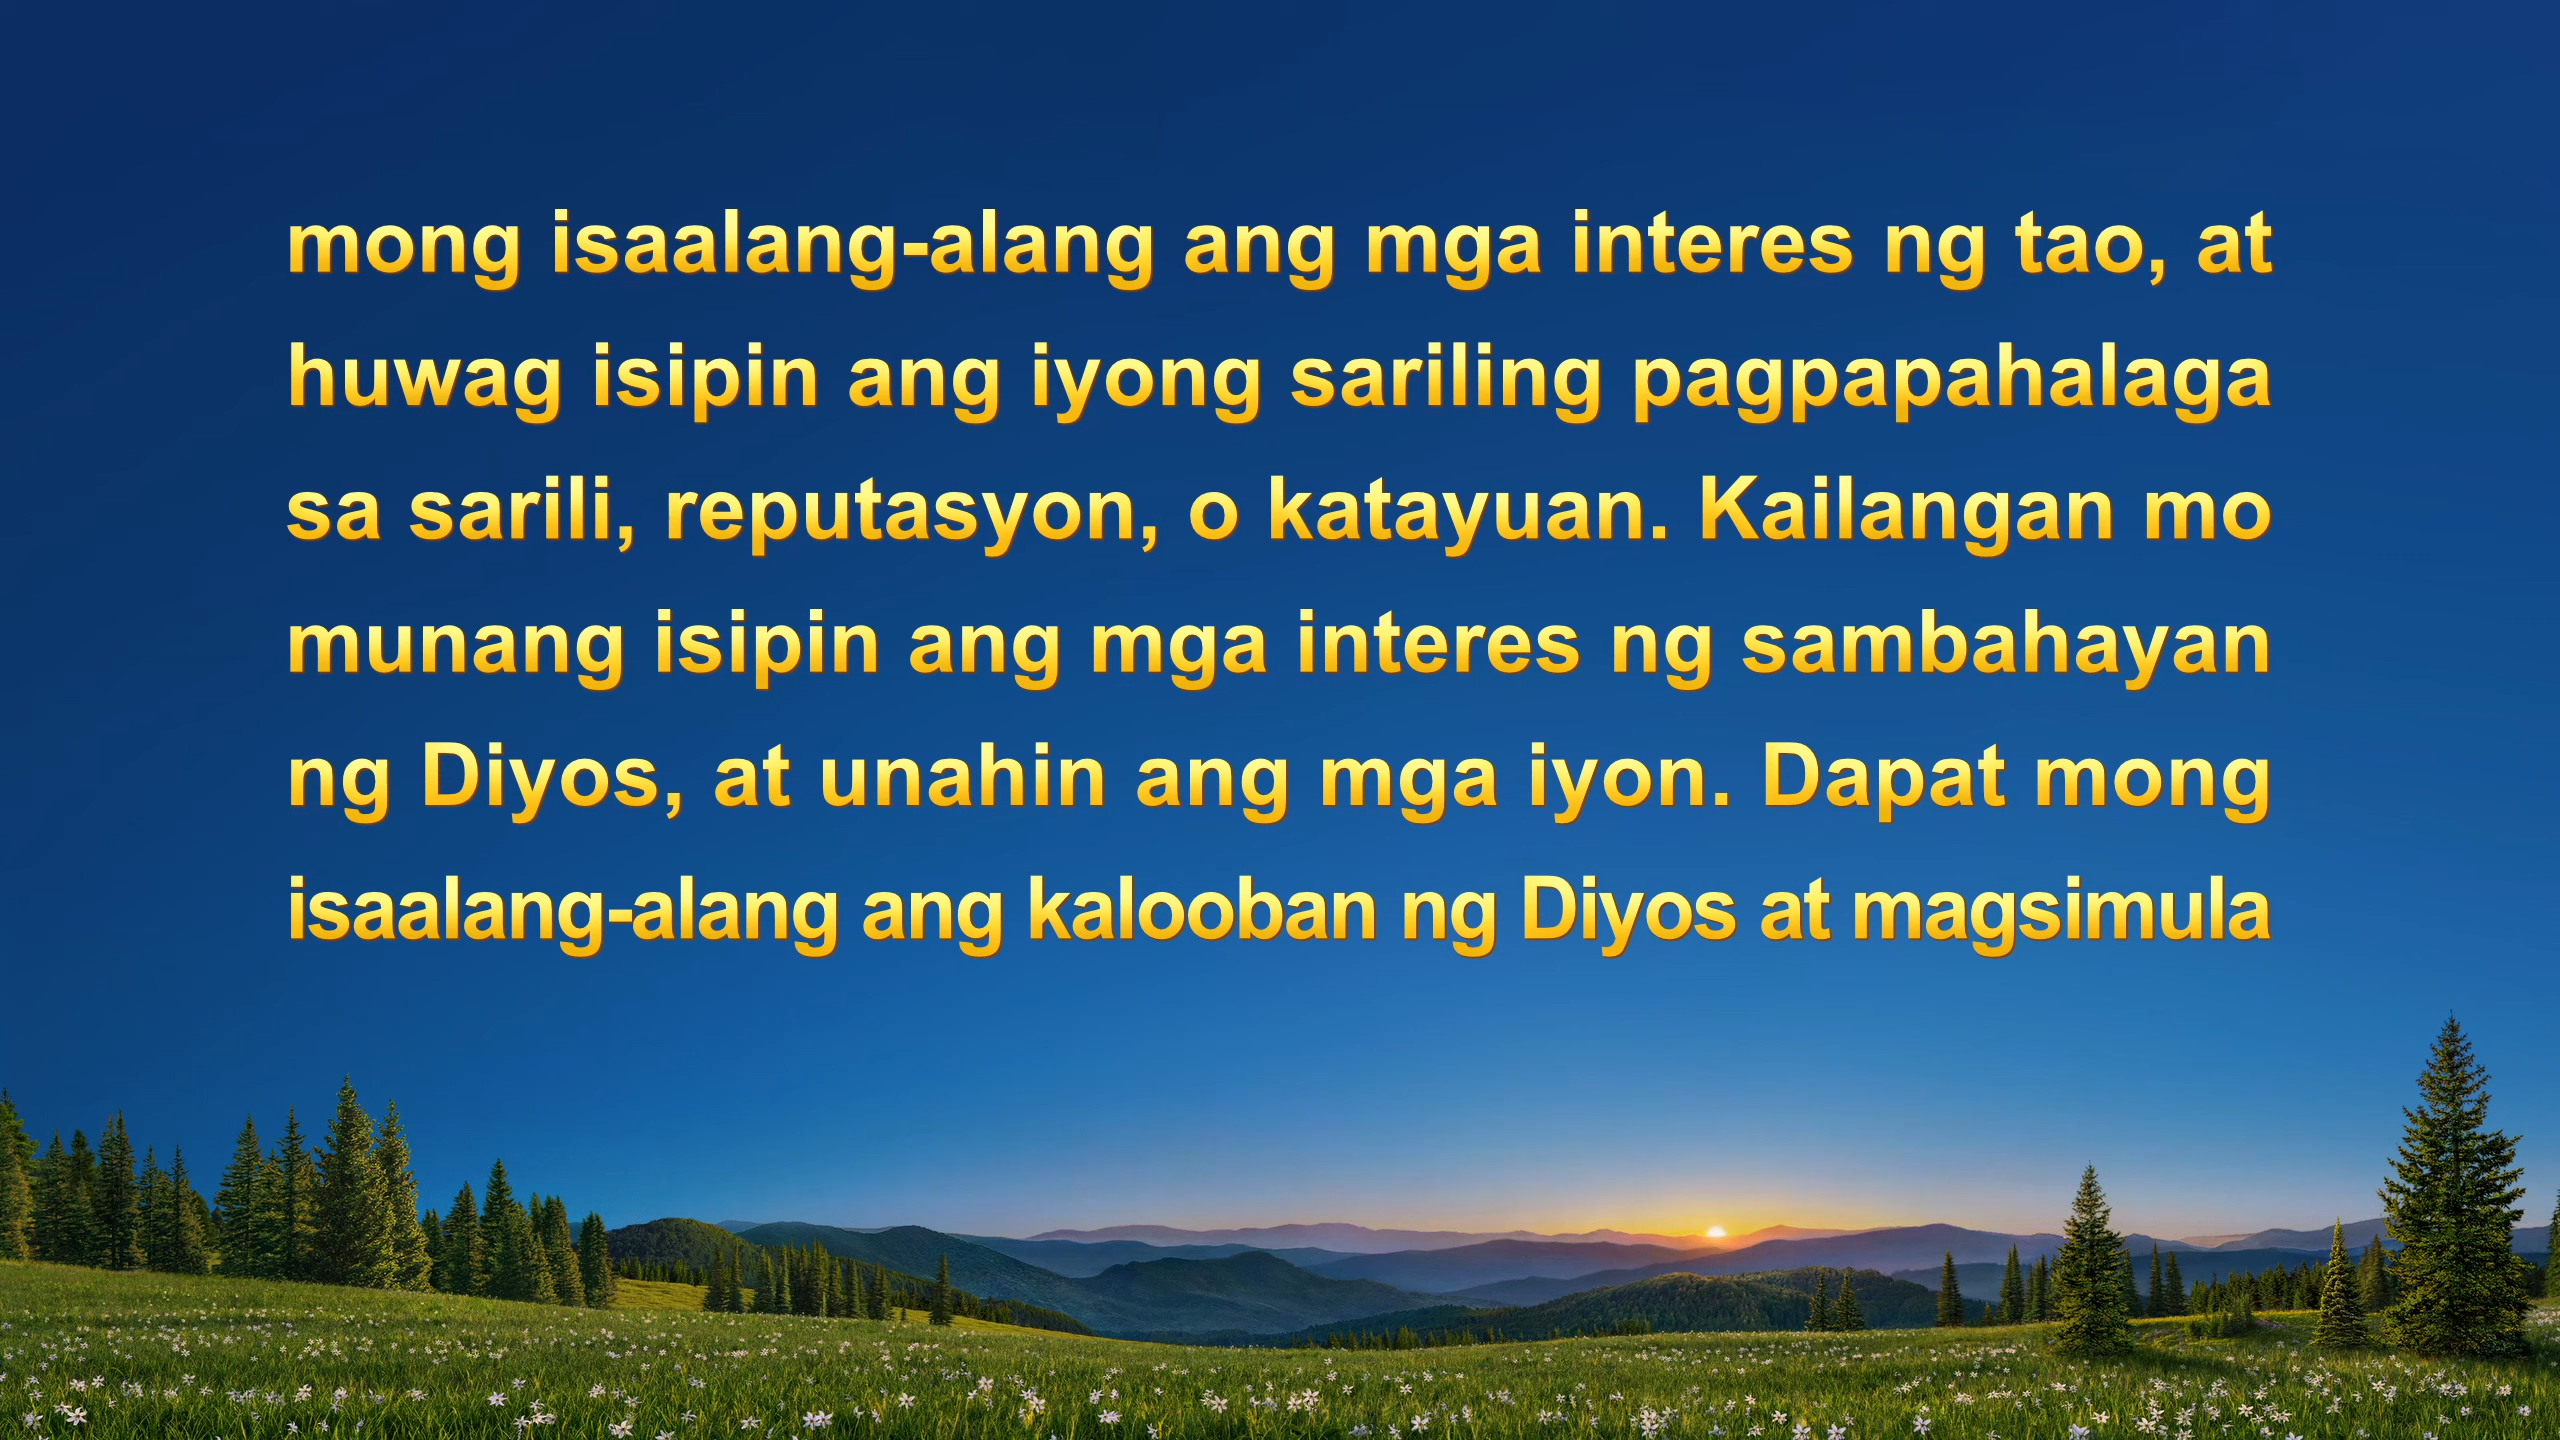 mong isaalang-alang ang mga interes ng tao, at
huwag isipin ang iyong sariling pagpapahalaga
sa sarili, reputasyon, o katayuan. Kailangan mo
munang isipin ang mga interes ng sambahayan
ng Diyos, at unahin ang mga iyon. Dapat mong
isaalang-alang ang kalooban ng Diyos at magsimula